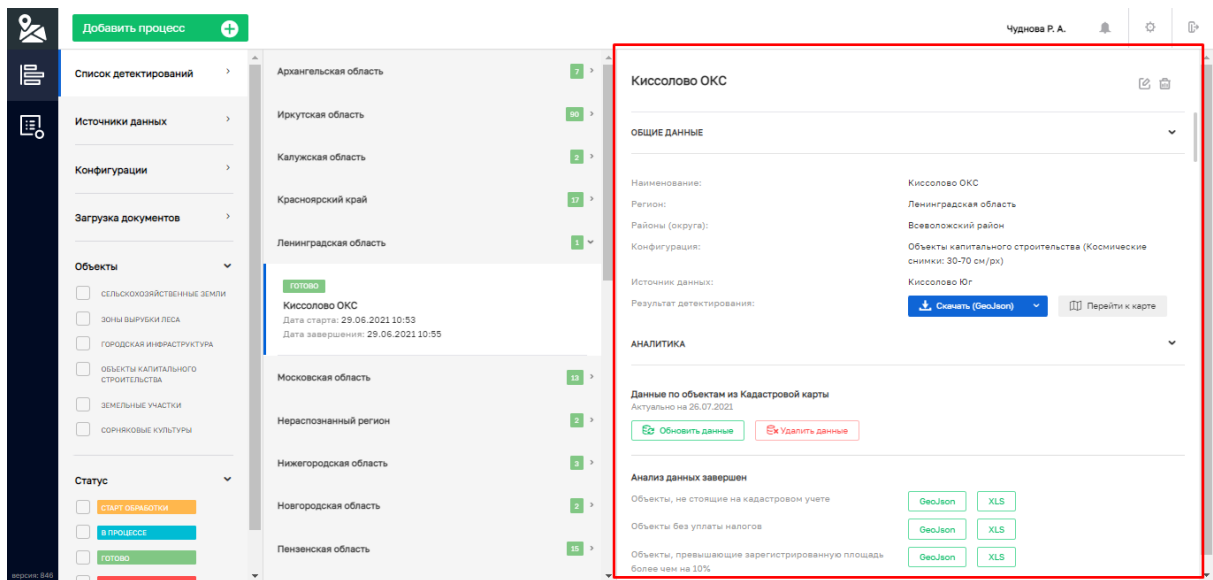 Добавить процесс
Чуднова Р. А.
Список детектирований
Источники данных
Конфигурации
Загрузка документов
Объекты
СЕЛЬСКОХОЗЯЙСТВЕННЫЕ ЗЕМЛИ
ЗОНЫ ВЫРУБКИ ЛЕСА
ГОРОДСКАЯ ИНФРАСТРУКТУРА
ОБЪЕКТЫ КАПИТАЛЬНОГО
СТРОИТЕЛЬСТВА
ЗЕМЕЛЬНЫЕ УЧАСТКИ
СОРНЯКОВЫЕ КУЛЬТУРЫ
Статус
СТАРТ ОБРАБОТКИ
В ПРОЦЕССЕ
ГОТОВО
версия: 846
Архангельская область 7
Иркутская область 90
Калужская область 2
Красноярский край 17
Ленинградская область 1
ГОТОВО
Киссолово ОКС
Дата старта: 29.06.2021 10:53
Дата завершения: 29.06.2021 10:55
Московская область 13
Нераспознанный регион 2
Нижегородская область 3
Новгородская область 2
Пензенская область 15
Киссолово ОКС
ОБЩИЕ ДАННЫЕ
Наименование: Киссолово ОКС
Регион: Ленинградская область
Районы (округа): Всеволожский район
Конфигурация: Объекты капитального строительства (Космические
снимки: 30-70 см/px)
Источник данных: Киссолово Юг
Результат детектирования: Скачать (GeoJson) Перейти к карте
АНАЛИТИКА
Данные по объектам из Кадастровой карты
Актуально на 26.07.2021
Обновить данные Удалить данные
Анализ данных завершен
Объекты, не стоящие на кадастровом учете GeoJson XLS
Объекты без уплаты налогов GeoJson XLS
Объекты, превышающие зарегистрированную площадь GeoJson XLS
более чем на 10%